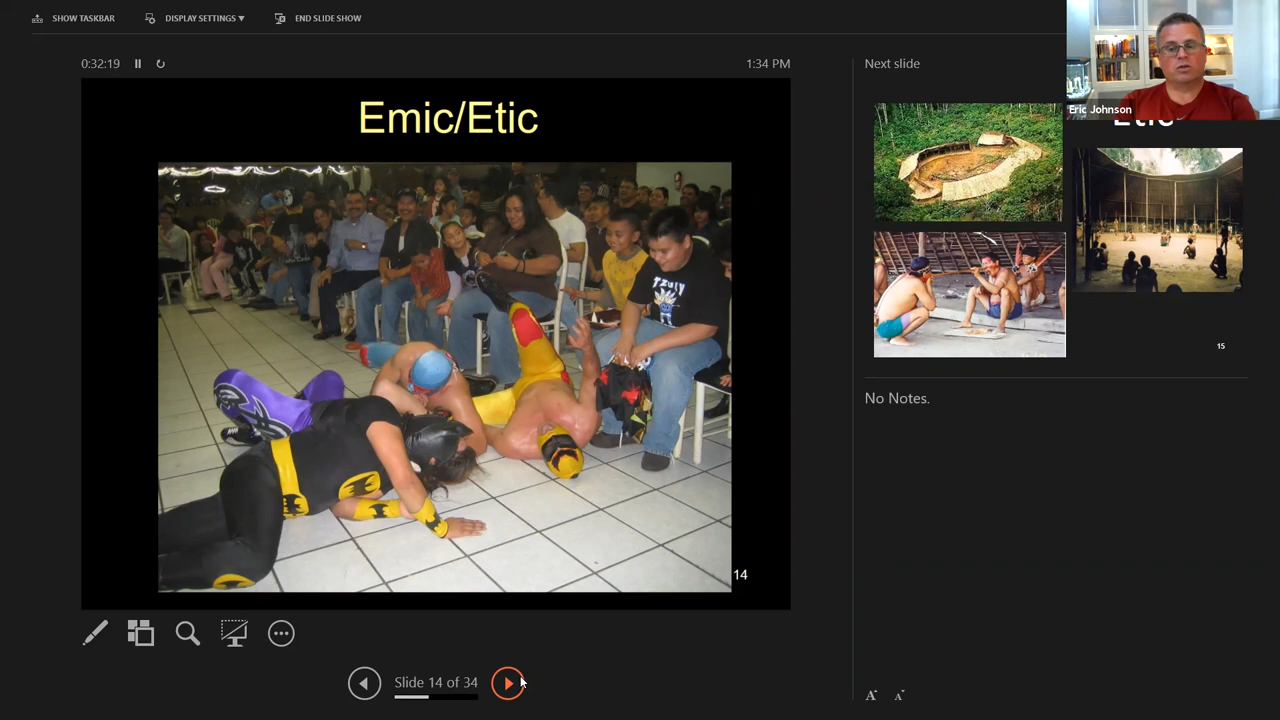 SHOW TASKBAR
DISPLAY SETTINGS ▼
END SLIDE SHOW
0:32:19
1:34 PM
Next slide
Eric Johnson
Emic/Etic
14
15
No Notes.
Slide 14 of 34
A
A